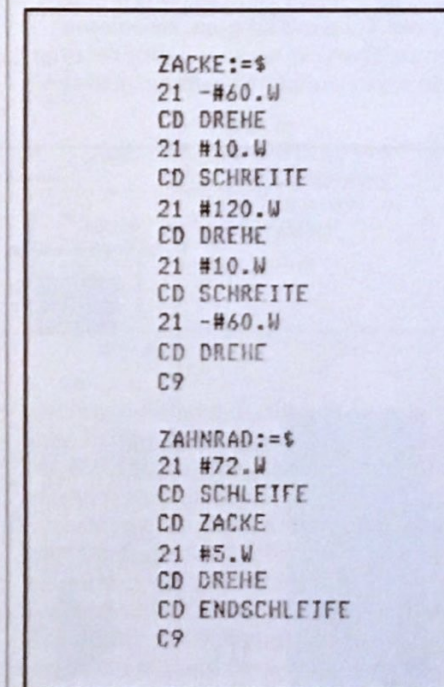 ZACKE:=$
21 -#60.W
CD DREHE
21 #10.W
CD SCHREITE
21 #120.W
CD DREHE
21 #10.W
CD SCHREITE
21 -#60.W
CD DREHE
C9
ZAHNRAD:=$
21 #72.W
CD SCHLEIFE
CD ZACKE
21 #5.W
CD DREHE
CD ENDSCHLEIFE
C9